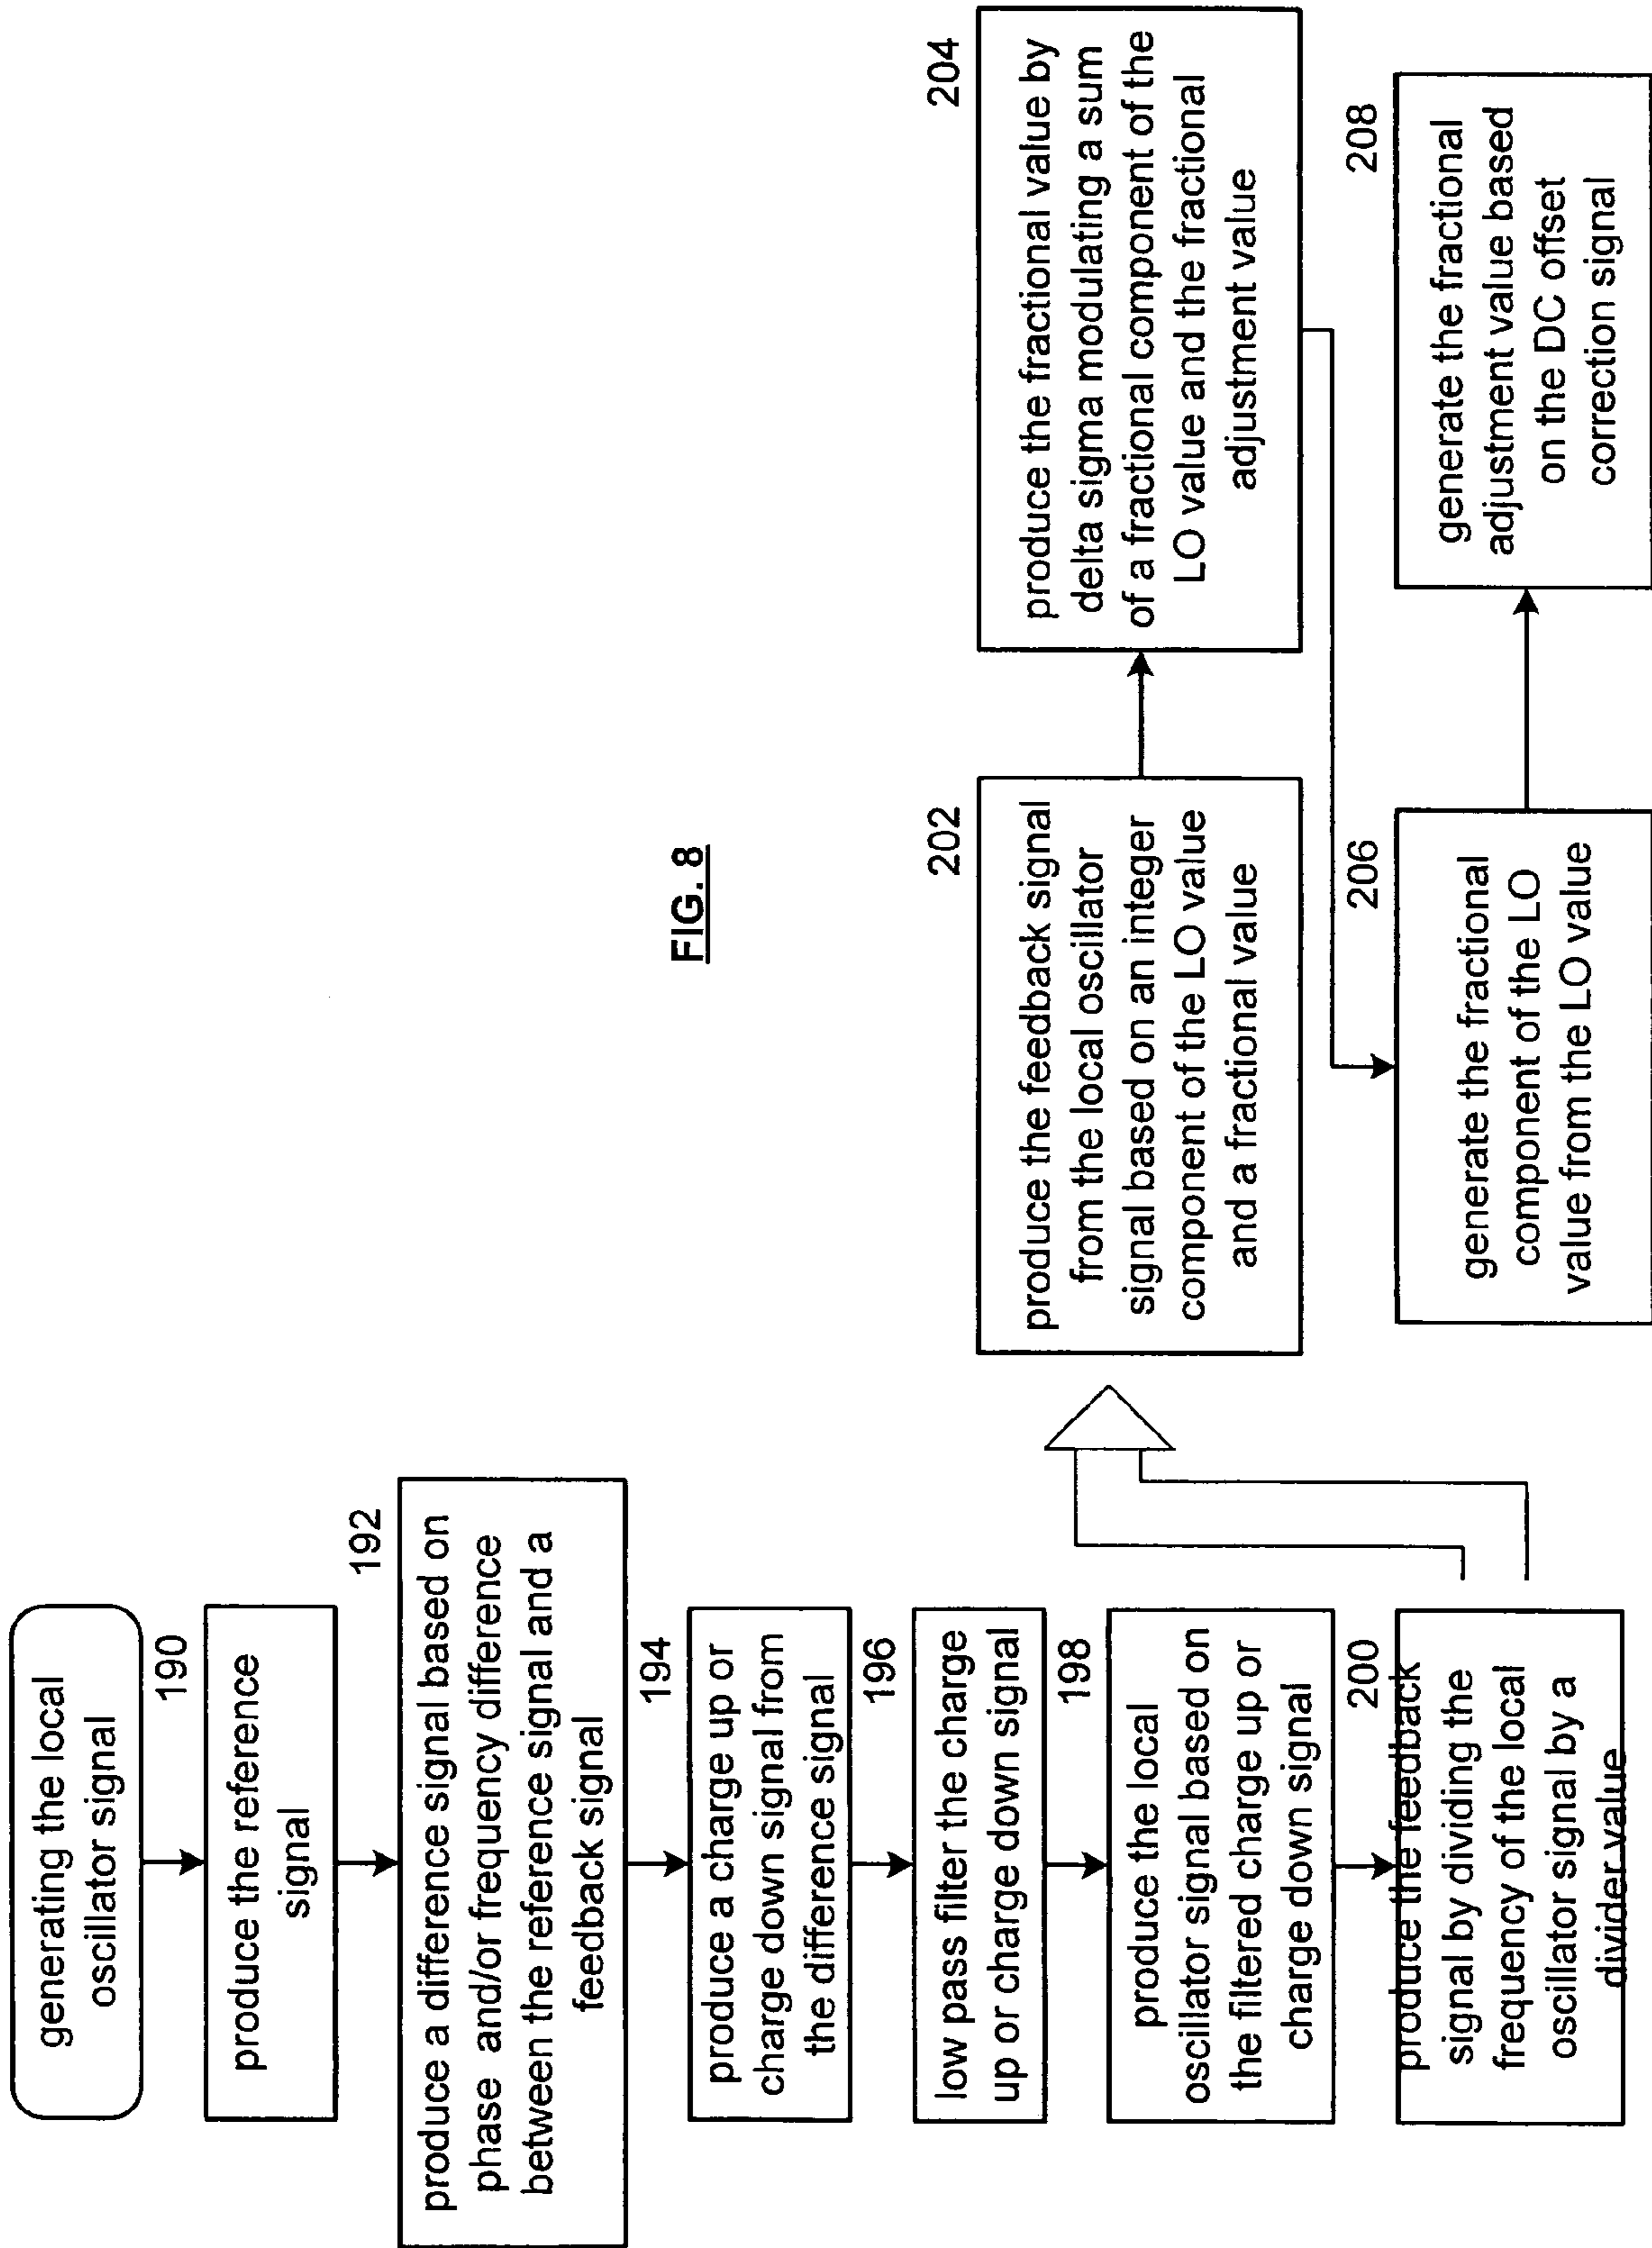 generating the local
oscillator signal
190
produce the reference
signal
192
produce a difference signal based on
phase and/or frequency difference
between the reference signal and a
feedback signal
194
produce a charge up or
charge down signal from
the difference signal
196
low pass filter the charge
up or charge down signal
198
produce the local
oscillator signal based on
the filtered charge up or
charge down signal
200
produce the feedback
signal by dividing the
frequency of the local
oscillator signal by a
divider value
FIG. 8
202
produce the feedback signal
from the local oscillator
signal based on an integer
component of the LO value
and a fractional value
204
produce the fractional value by
delta sigma modulating a sum
of a fractional component of the
LO value and the fractional
adjustment value
206
generate the fractional
component of the LO
value from the LO value
208
generate the fractional
adjustment value based
on the DC offset
correction signal